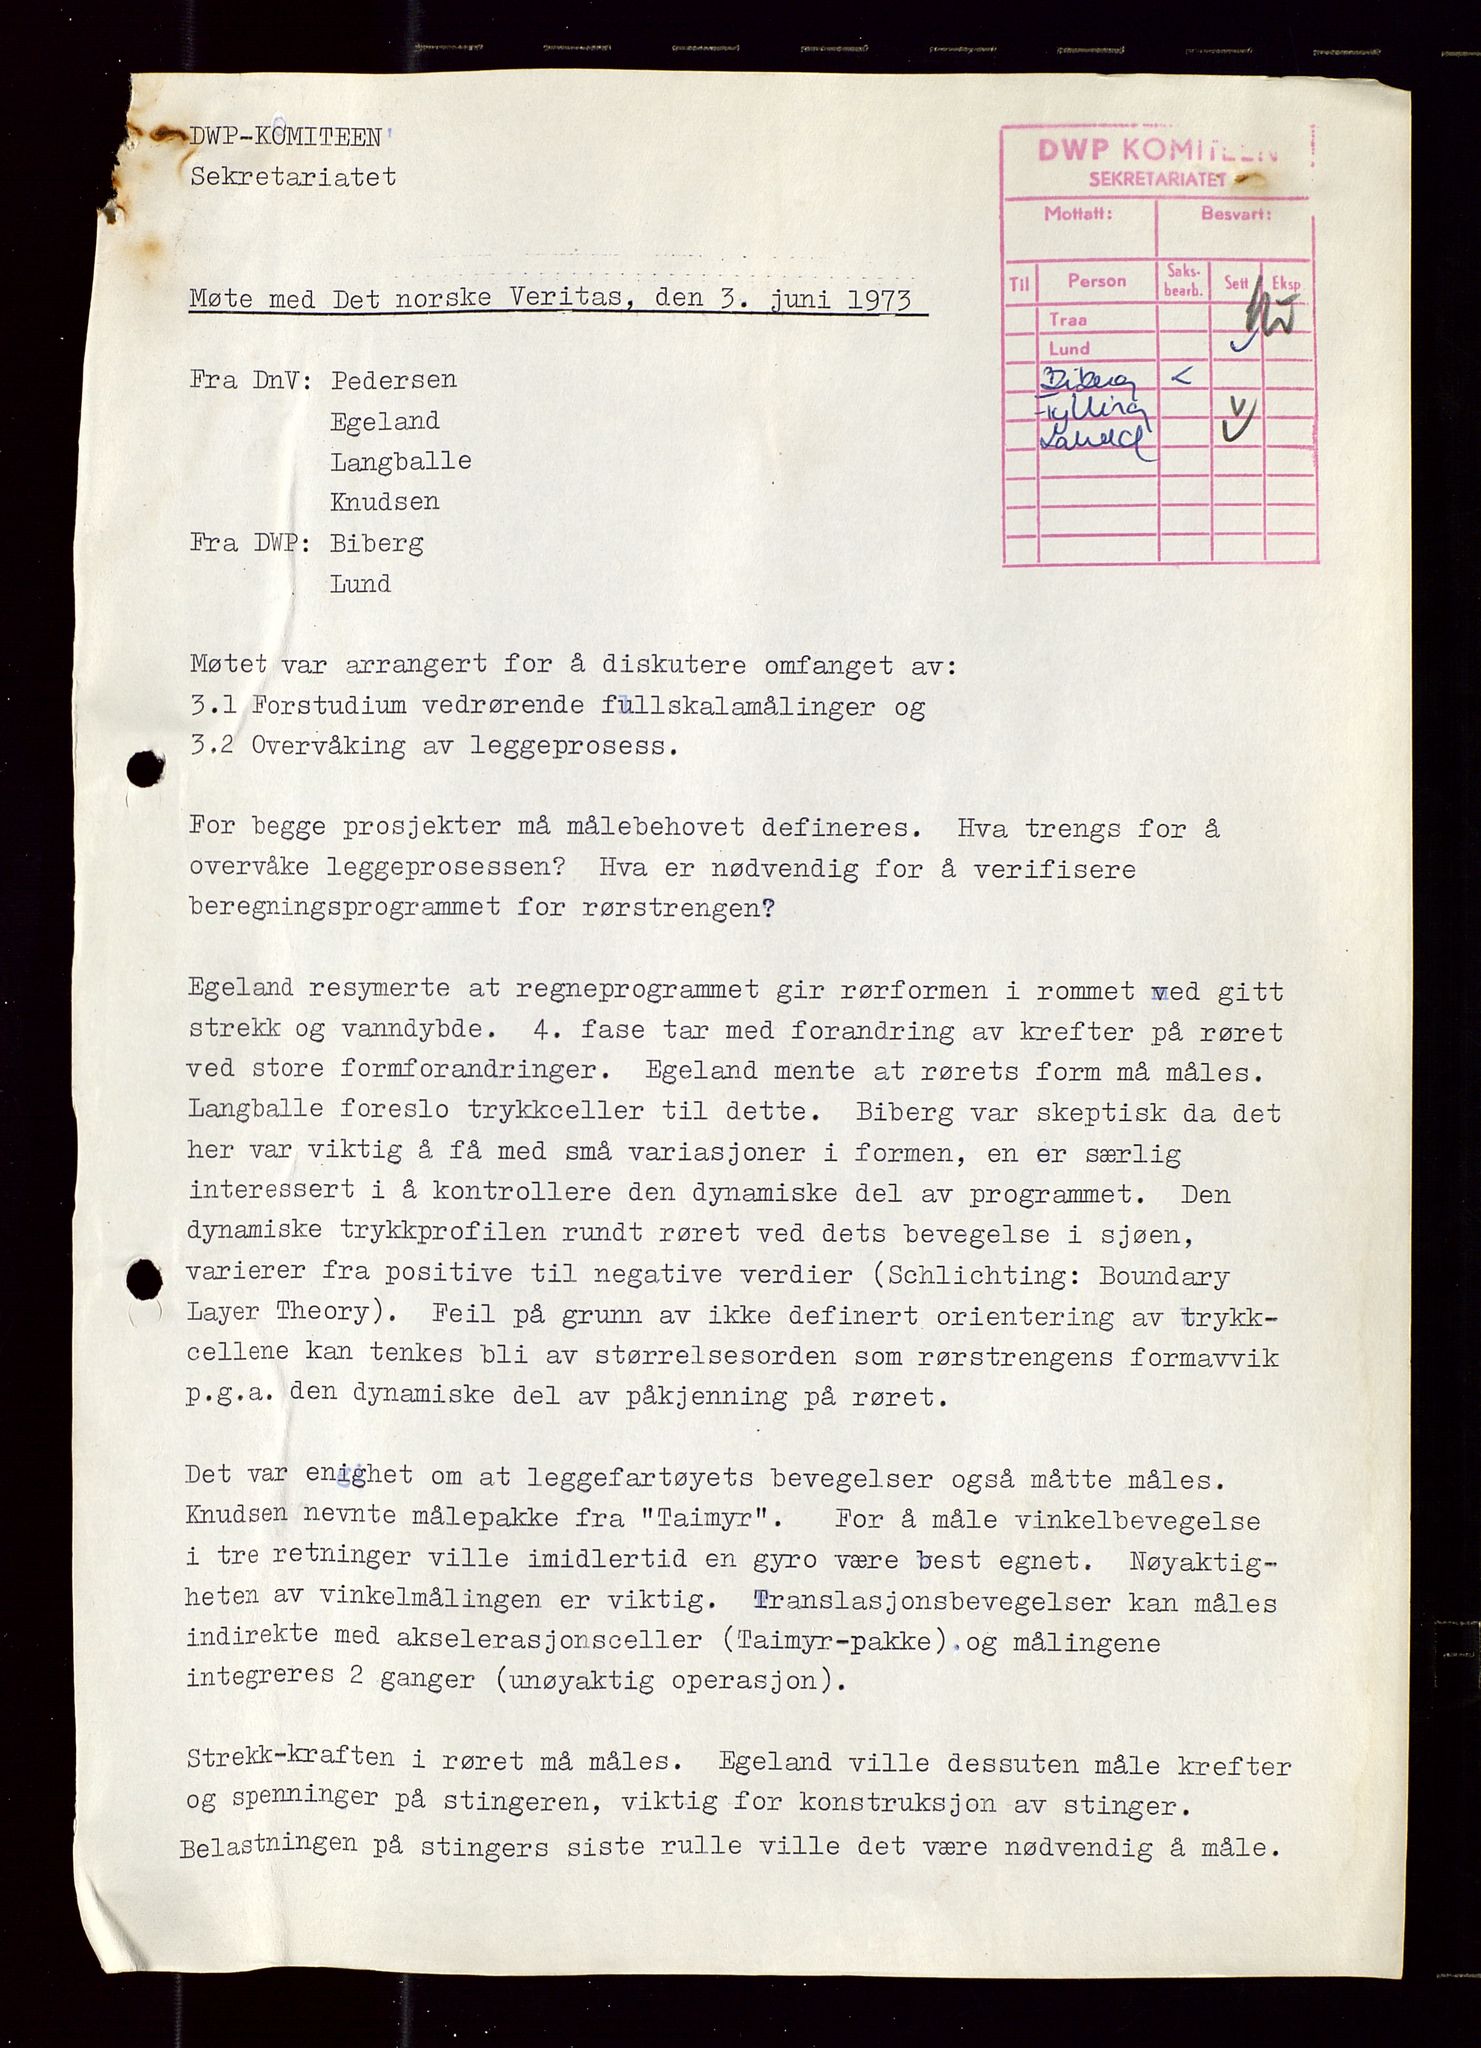 DWP-KOMITEEN
Sekretariatet
DWP KOMITEEN
SEKRETARIATET
Mottatt: Besvart:
Til Person Saks-bearb. Sett Eksp.
Traa
Lund
Biberg
Møte med Det norske Veritas, den 3. juni 1973
Fra DnV: Pedersen
Egeland
Langballe
Knudsen
Fra DWP: Biberg
Lund
Møtet var arrangert for å diskutere omfanget av:
3.1 Forstudium vedrørende fullskalamålinger og
3.2 Overvåking av leggeprosess.
For begge prosjekter må målebehovet defineres. Hva trengs for å
overvåke leggeprosessen? Hva er nødvendig for å verifisere
beregningsprogrammet for rørstrengen?
Egeland resymerte at regneprogrammet gir rørformen i rommet ved gitt
strekk og vanndybde. 4. fase tar med forandring av krefter på røret
ved store formforandringer. Egeland mente at rørets form må måles.
Langballe foreslo trykkceller til dette. Biberg var skeptisk da det
her var viktig å få med små variasjoner i formen, en er særlig
interessert i å kontrollere den dynamiske del av programmet. Den
dynamiske trykkprofilen rundt røret ved dets bevegelse i sjøen,
varierer fra positive til negative verdier (Schlichting: Boundary
Layer Theory). Feil på grunn av ikke definert orientering av trykk-
cellene kan tenkes bli av størrelsesorden som rørstrengens formavvik
p.g.a. den dynamiske del av påkjenning på røret.
Det var enighet om at leggefartøyets bevegelser også måtte måles.
Knudsen nevnte målepakke fra "Taimyr". For å måle vinkelbevegelse
i tre retninger ville imidlertid en gyro være best egnet. Nøyaktig-
heten av vinkelmålingen er viktig. Translasjonsbevegelser kan måles
indirekte med akselerasjonsceller (Taimyr-pakke). og målingene
integreres 2 ganger (unøyaktig operasjon).
Strekk-kraften i røret må måles. Egeland ville dessuten måle krefter
og spenninger på stingeren, viktig for konstruksjon av stinger.
Belastningen på stingers siste rulle ville det være nødvendig å måle.